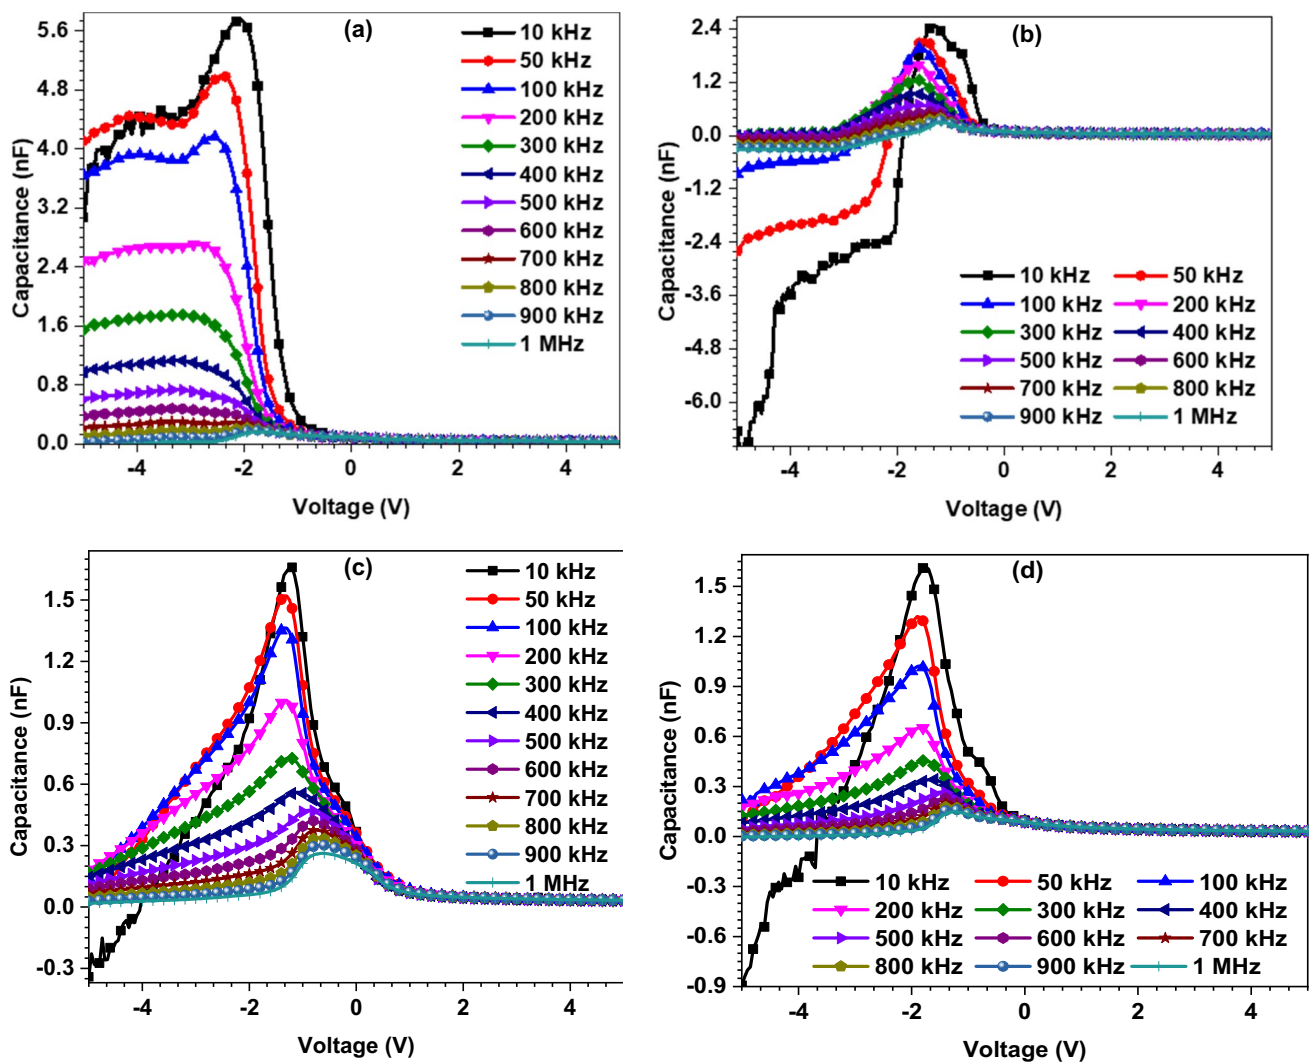 (a)
5.6
4.8
4.0
3.2
2.4
1.6
0.8
0.0
Capacitance (nF)
-4
-2
0
2
4
Voltage (V)
10 kHz
50 kHz
100 kHz
200 kHz
300 kHz
400 kHz
500 kHz
600 kHz
700 kHz
800 kHz
900 kHz
1 MHz
(b)
2.4
1.2
0.0
-1.2
-2.4
-3.6
-4.8
-6.0
Capacitance (nF)
-4
-2
0
2
4
Voltage (V)
10 kHz 50 kHz
100 kHz 200 kHz
300 kHz 400 kHz
500 kHz 600 kHz
700 kHz 800 kHz
900 kHz 1 MHz
(c)
1.5
1.2
0.9
0.6
0.3
0.0
-0.3
Capacitance (nF)
-4
-2
0
2
4
Voltage (V)
10 kHz
50 kHz
100 kHz
200 kHz
300 kHz
400 kHz
500 kHz
600 kHz
700 kHz
800 kHz
900 kHz
1 MHz
(d)
1.5
1.2
0.9
0.6
0.3
0.0
-0.3
-0.6
-0.9
Capacitance (nF)
-4
-2
0
2
4
Voltage (V)
10 kHz 50 kHz 100 kHz
200 kHz 300 kHz 400 kHz
500 kHz 600 kHz 700 kHz
800 kHz 900 kHz 1 MHz